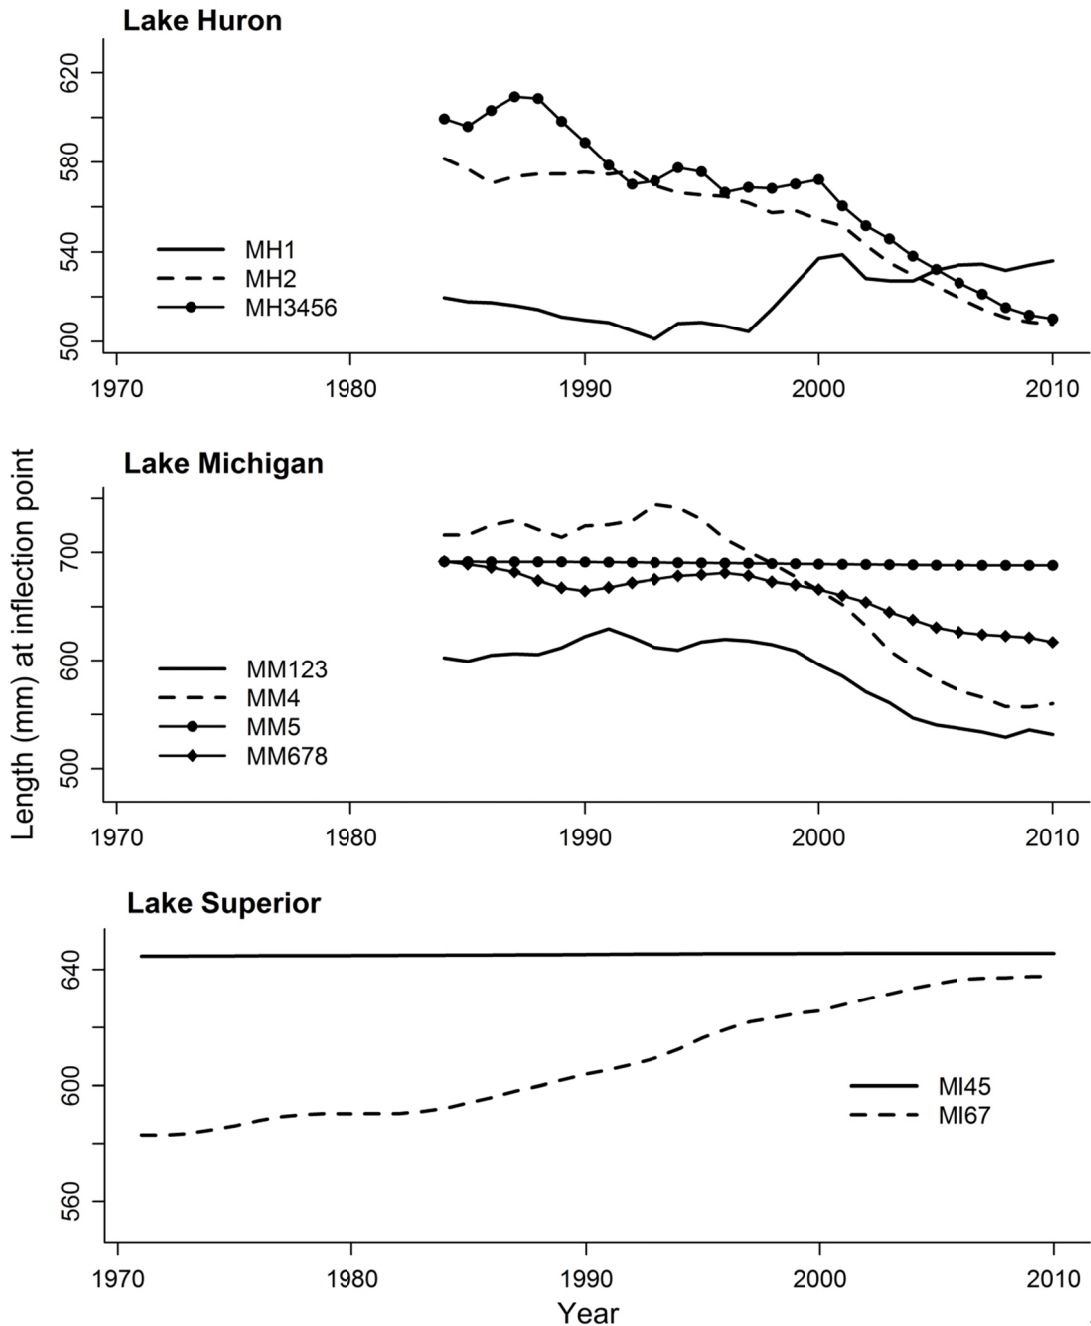 Lake Huron
620
580
540
500
MH1
MH2
MH3456
1970 1980 1990 2000 2010
Length (mm) at inflection point
Lake Michigan
700
600
500
MM123
MM4
MM5
MM678
1970 1980 1990 2000 2010
Lake Superior
640
600
560
MI45
MI67
1970 1980 1990 2000 2010
Year